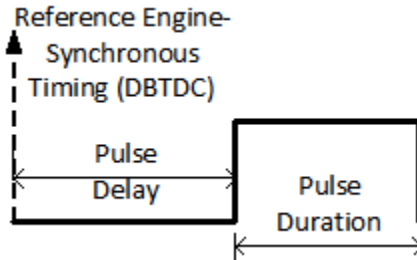 Reference Engine-
Synchronous
Timing (DBTDC)
Pulse
Delay
Pulse
Duration